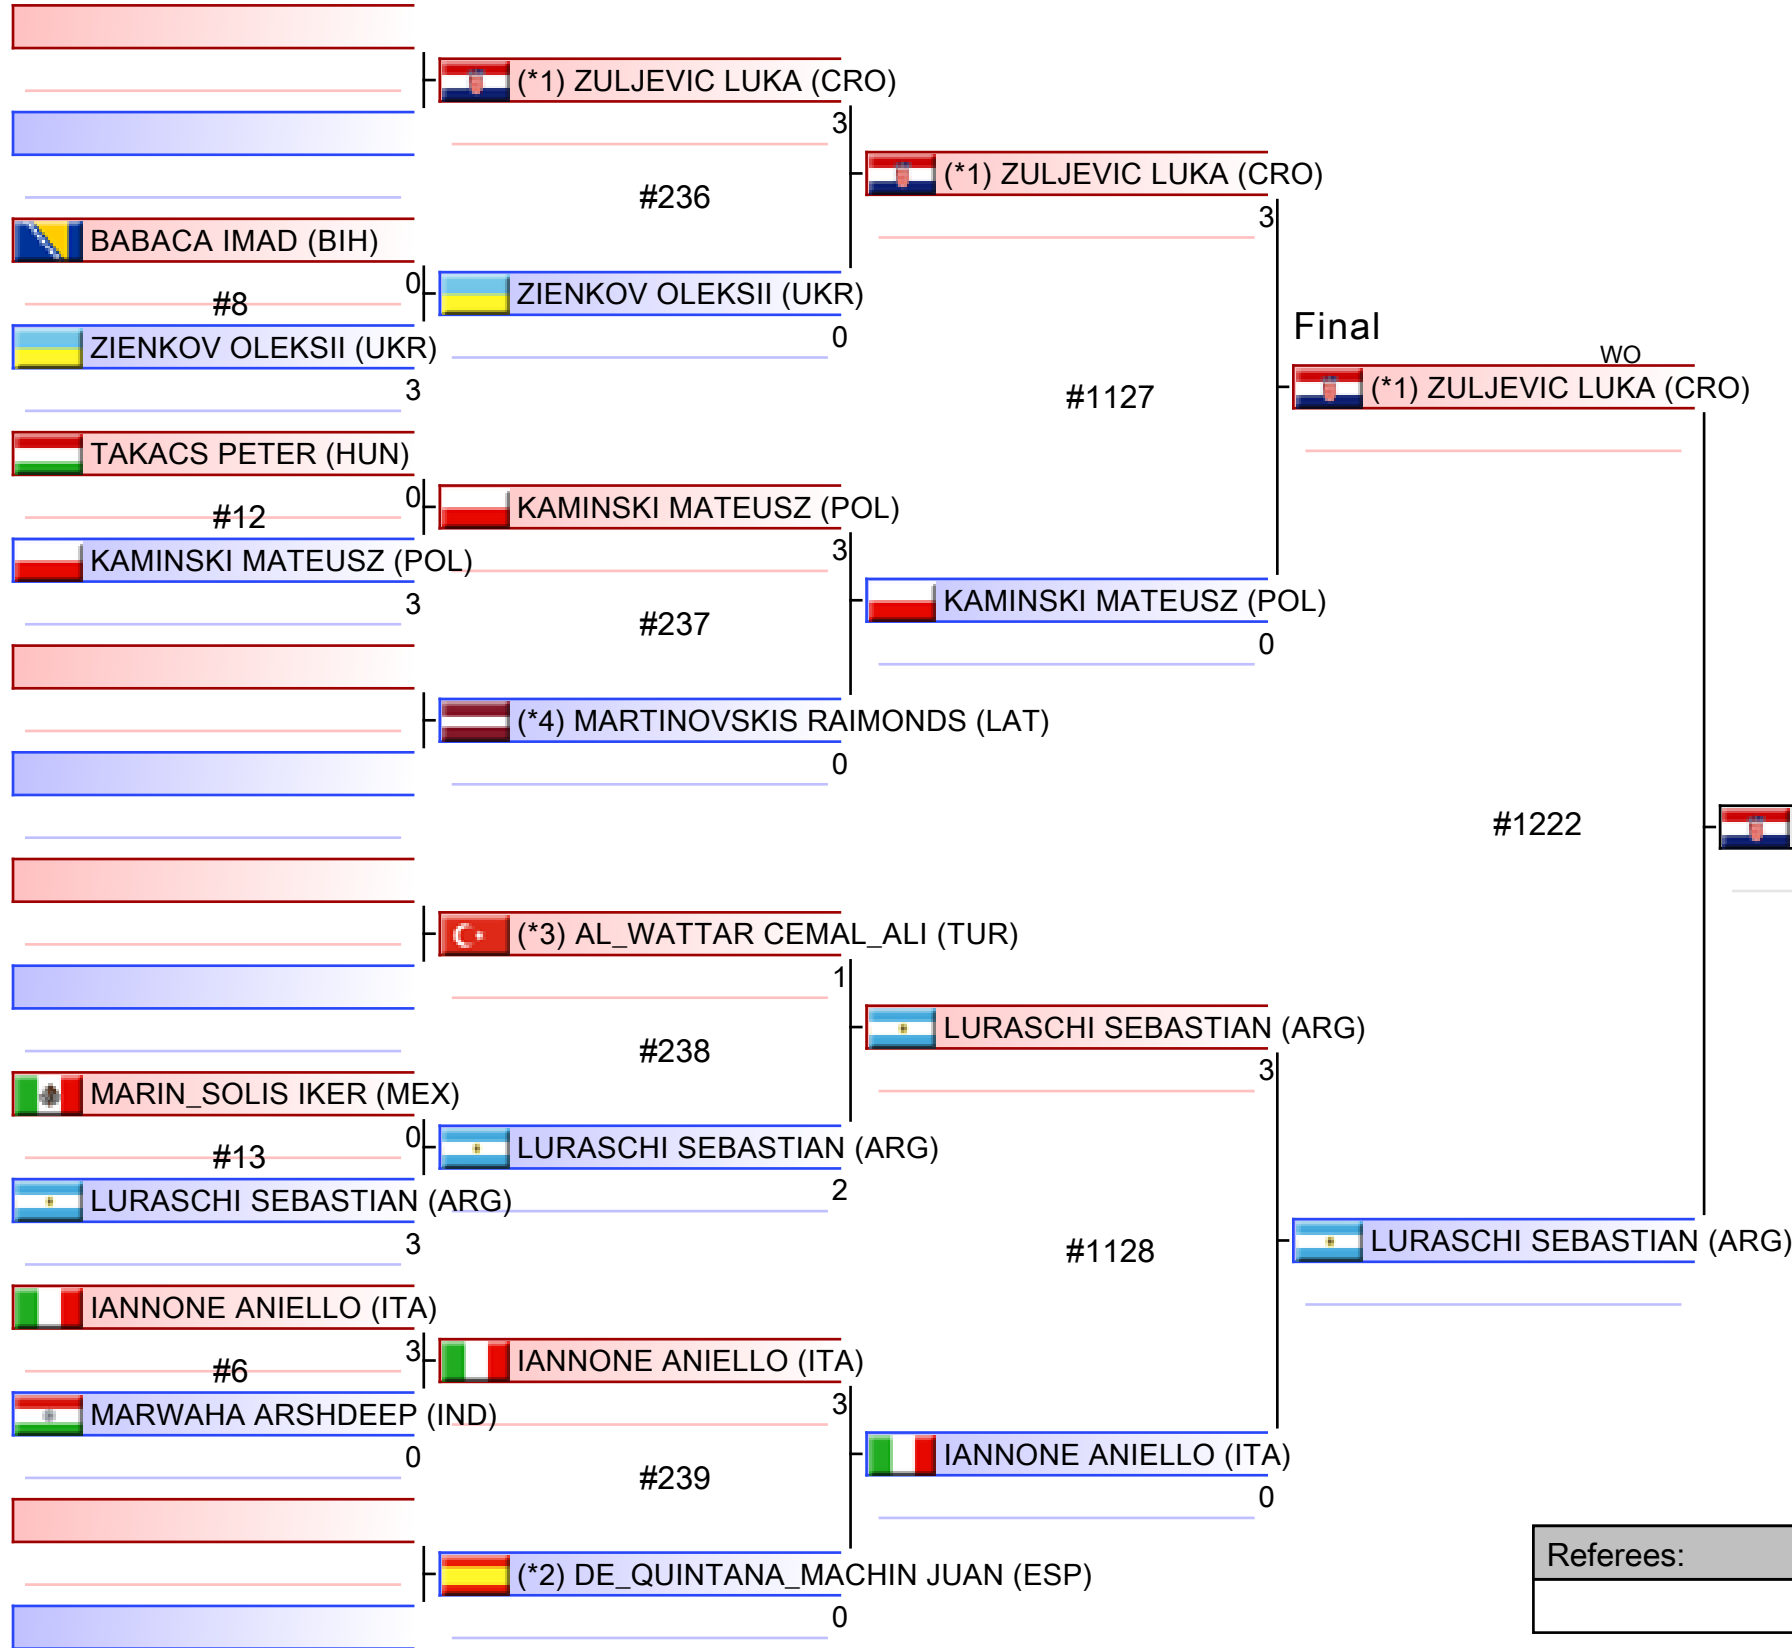 (*1) ZULJEVIC LUKA (CRO)
3
#236
(*1) ZULJEVIC LUKA (CRO)
3
BABACA IMAD (BIH)
0
#8
ZIENKOV OLEKSII (UKR)
0
ZIENKOV OLEKSII (UKR)
3
Final
WO
(*1) ZULJEVIC LUKA (CRO)
#1127
TAKACS PETER (HUN)
0
#12
KAMINSKI MATEUSZ (POL)
3
KAMINSKI MATEUSZ (POL)
3
#237
KAMINSKI MATEUSZ (POL)
0
(*4) MARTINOVSKIS RAIMONDS (LAT)
0
#1222
(*3) AL_WATTAR CEMAL_ALI (TUR)
1
#238
LURASCHI SEBASTIAN (ARG)
3
MARIN_SOLIS IKER (MEX)
0
#13
LURASCHI SEBASTIAN (ARG)
2
LURASCHI SEBASTIAN (ARG)
3
#1128
LURASCHI SEBASTIAN (ARG)
IANNONE ANIELLO (ITA)
3
#6
IANNONE ANIELLO (ITA)
3
MARWAHA ARSHDEEP (IND)
0
#239
IANNONE ANIELLO (ITA)
0
(*2) DE_QUINTANA_MACHIN JUAN (ESP)
0
Referees: